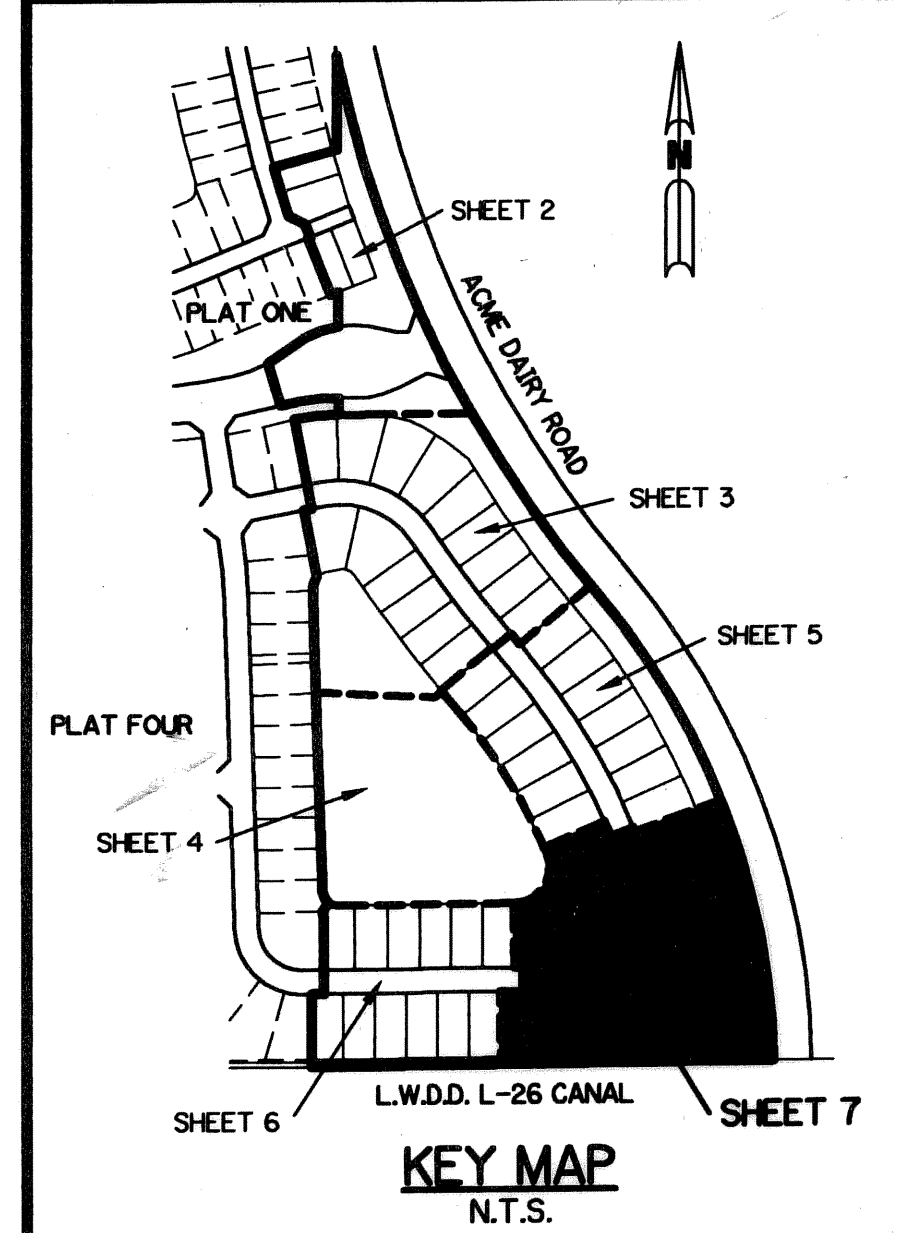 N
SHEET 2
ACME DAIRY ROAD
PLAT ONE
SHEET 3
SHEET 5
PLAT FOUR
SHEET 4
L.W.D.D. L-26 CANAL
SHEET 6
SHEET 7
KEY MAP
N.T.S.